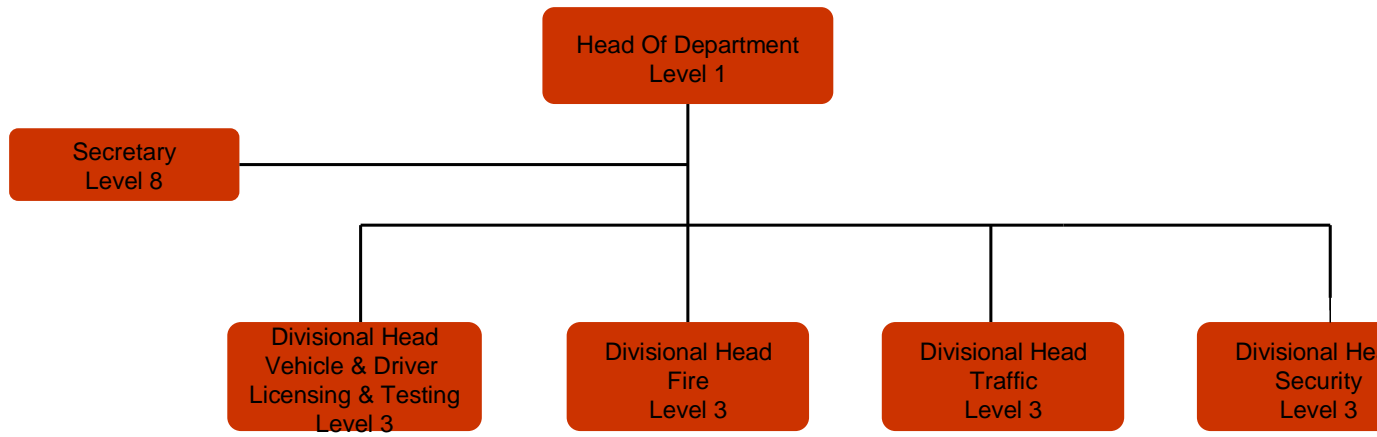 Head Of Department
Level 1
Secretary
Level 8
Divisional Head
Vehicle & Driver
Licensing & Testing
Level 3
Divisional Head
Fire
Level 3
Divisional Head
Traffic
Level 3
Divisional
Security
Level 3